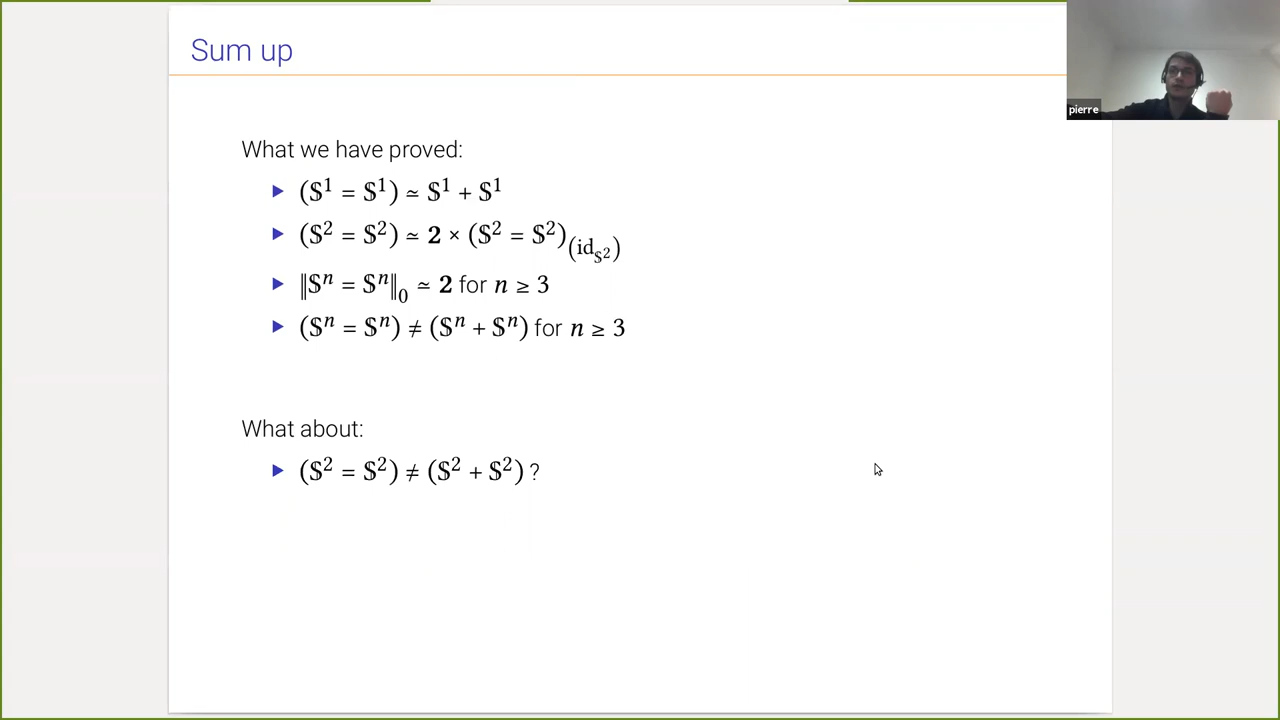 Sum up
pierre
What we have proved:
▶ (𝕊¹ = 𝕊¹) ≃ 𝕊¹ + 𝕊¹
▶ (𝕊² = 𝕊²) ≃ 𝟐 × (𝕊² = 𝕊²)_(id_𝕊²)
▶ ‖𝕊ⁿ = 𝕊ⁿ‖₀ ≃ 𝟐 for n ≥ 3
▶ (𝕊ⁿ = 𝕊ⁿ) ≠ (𝕊ⁿ + 𝕊ⁿ) for n ≥ 3
What about:
▶ (𝕊² = 𝕊²) ≠ (𝕊² + 𝕊²) ?